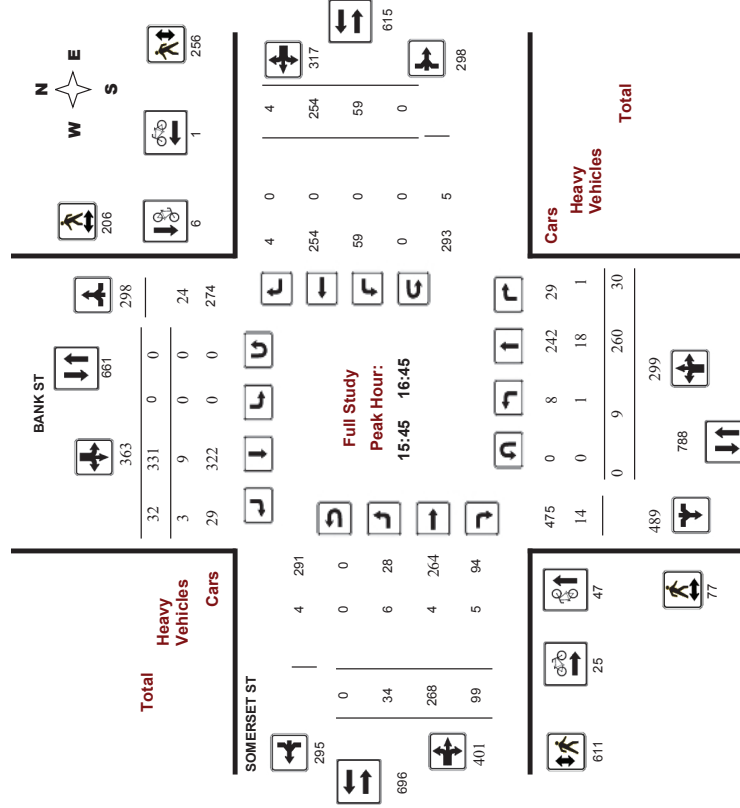 N
W E
S
206
256
6
1
BANK ST
363
661
298
32 331 0 0
3 9 0 0 24
29 322 0 0 274
Total
Heavy
Vehicles
Cars
SOMERSET ST
295
696
401
4 291
0 0 0
34 6 28
268 4 264
99 5 94
Full Study
Peak Hour:
15:45 16:45
4 0 4
254 0 254
59 0 59
0 0 0
293 5
317
615
298
Cars
Heavy
Vehicles
Total
475 0 8 242 29
14 0 1 18 1
0 9 260 30
489
788
299
611
25
47
77